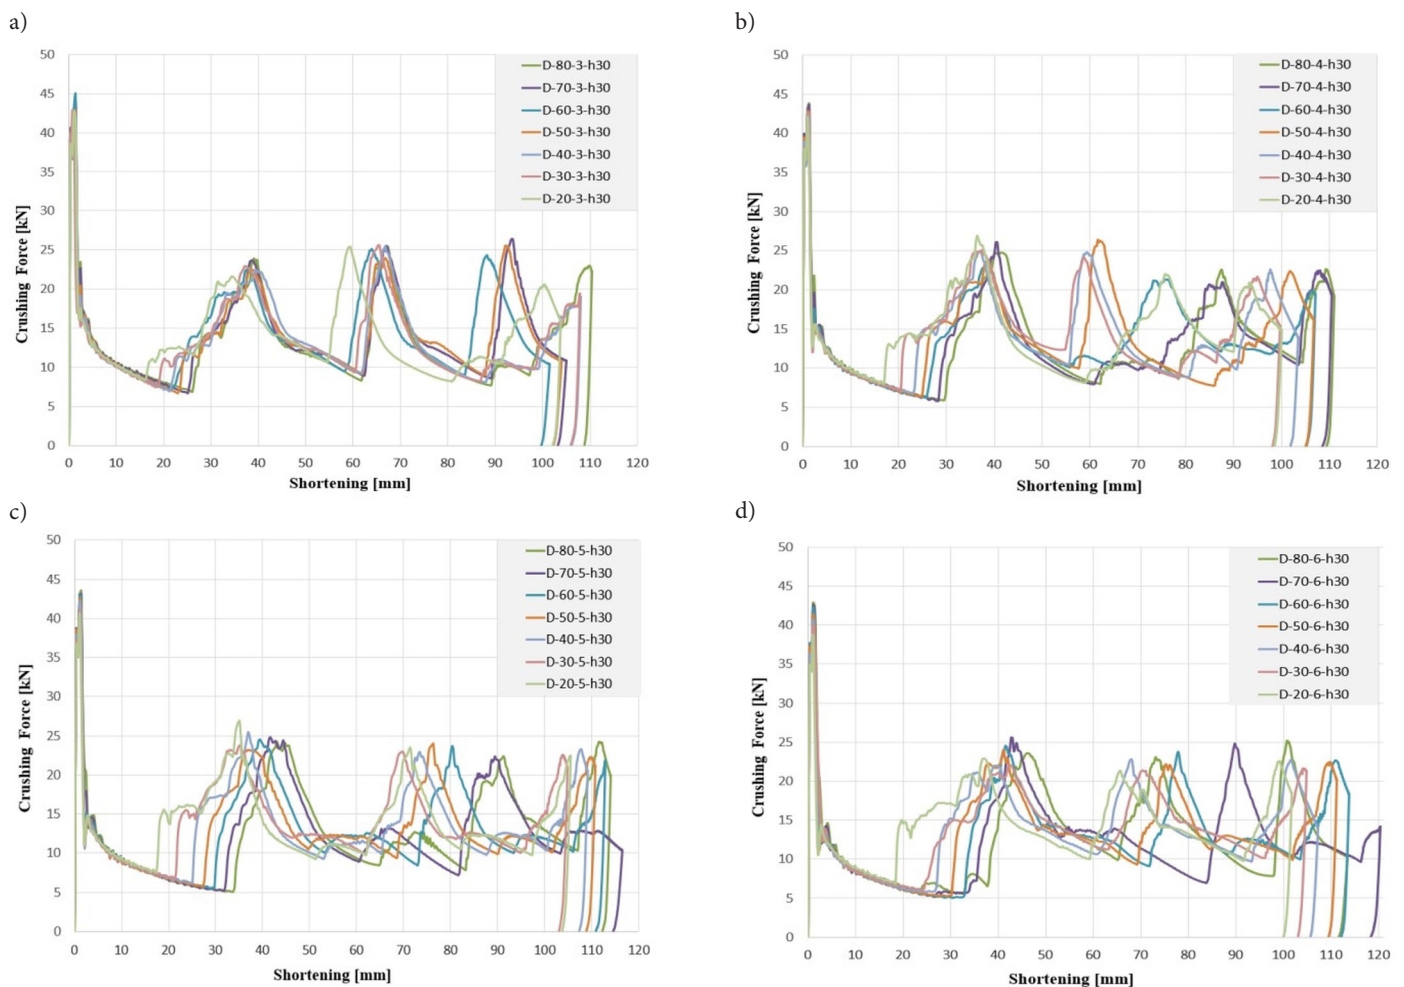 a)
50
45
40
35
30
25
20
15
10
5
0
Crushing Force [kN]
D-80-3-h30
D-70-3-h30
D-60-3-h30
D-50-3-h30
D-40-3-h30
D-30-3-h30
D-20-3-h30
0 10 20 30 40 50 60 70 80 90 100 110 120
Shortening [mm]
b)
50
45
40
35
30
25
20
15
10
5
0
Crushing Force [kN]
D-80-4-h30
D-70-4-h30
D-60-4-h30
D-50-4-h30
D-40-4-h30
D-30-4-h30
D-20-4-h30
0 10 20 30 40 50 60 70 80 90 100 110 120
Shortening [mm]
c)
50
45
40
35
30
25
20
15
10
5
0
Crushing Force [kN]
D-80-5-h30
D-70-5-h30
D-60-5-h30
D-50-5-h30
D-40-5-h30
D-30-5-h30
D-20-5-h30
0 10 20 30 40 50 60 70 80 90 100 110 120
Shortening [mm]
d)
50
45
40
35
30
25
20
15
10
5
0
Crushing Force [kN]
D-80-6-h30
D-70-6-h30
D-60-6-h30
D-50-6-h30
D-40-6-h30
D-30-6-h30
D-20-6-h30
0 10 20 30 40 50 60 70 80 90 100 110 120
Shortening [mm]